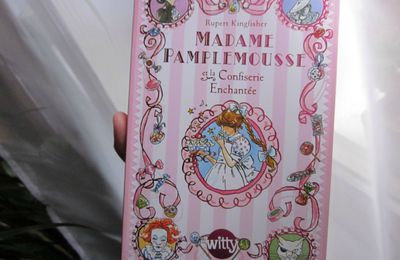 Rupert Kingfisher
MADAME
PAMPLEMOUSSE
et la Confiserie
Enchantée
witty